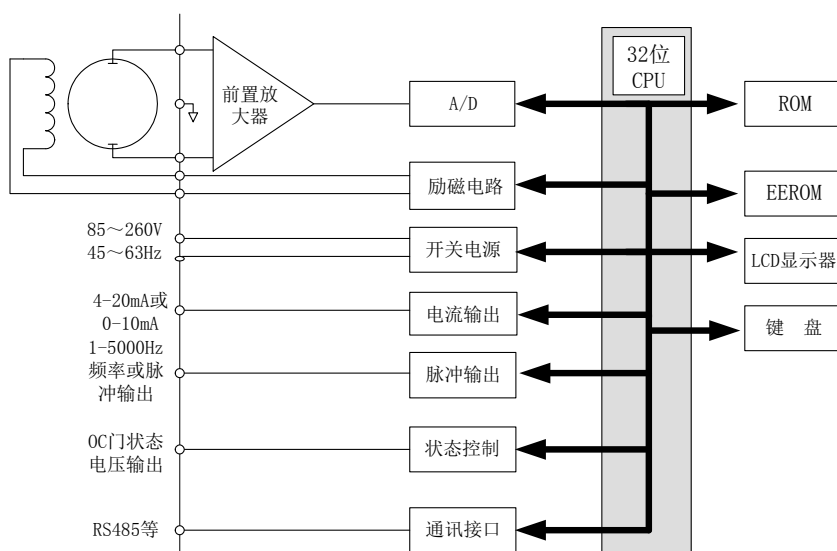 32位
CPU
前置放
大器
A/D
ROM
励磁电路
EEROM
85～260V
45～63Hz
开关电源
LCD显示器
4-20mA或
0-10mA
电流输出
键 盘
1-5000Hz
频率或脉
冲输出
脉冲输出
OC门状态
电压输出
状态控制
RS485等
通讯接口